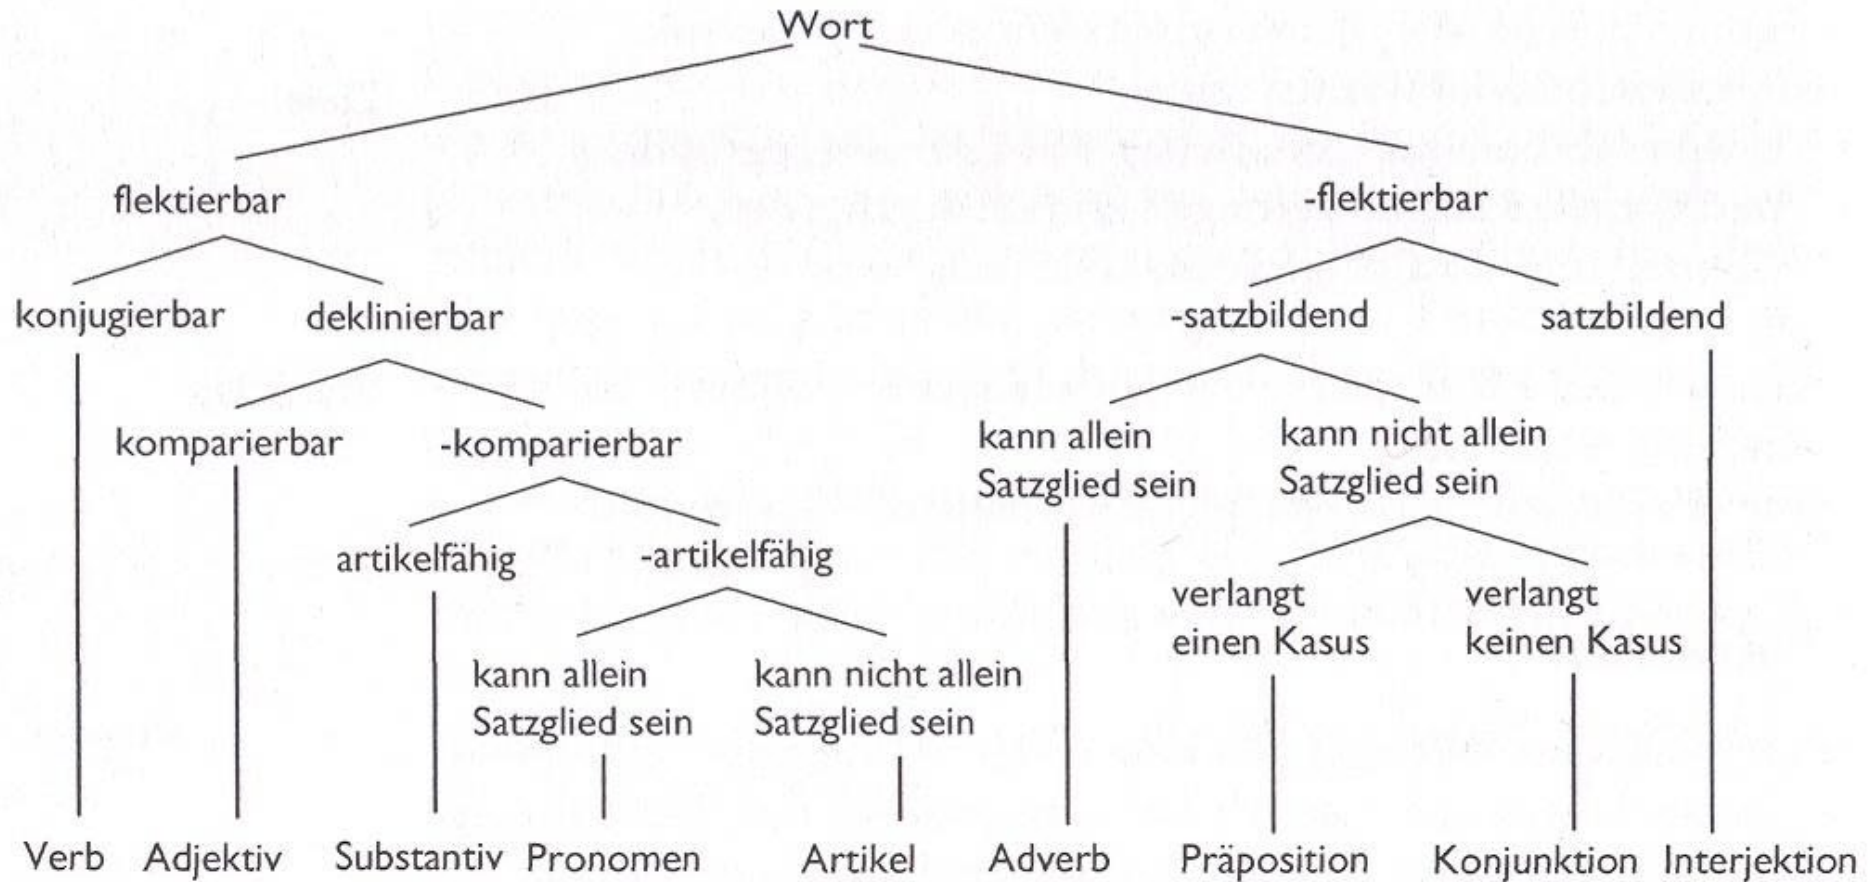 Wort
flektierbar
-flektierbar
konjugierbar
deklinierbar
-satzbildend
satzbildend
komparierbar
-komparierbar
kann allein
Satzglied sein
kann nicht allein
Satzglied sein
artikelfähig
-artikelfähig
verlangt
einen Kasus
verlangt
keinen Kasus
kann allein
Satzglied sein
kann nicht allein
Satzglied sein
Verb
Adjektiv
Substantiv
Pronomen
Artikel
Adverb
Präposition
Konjunktion
Interjektion